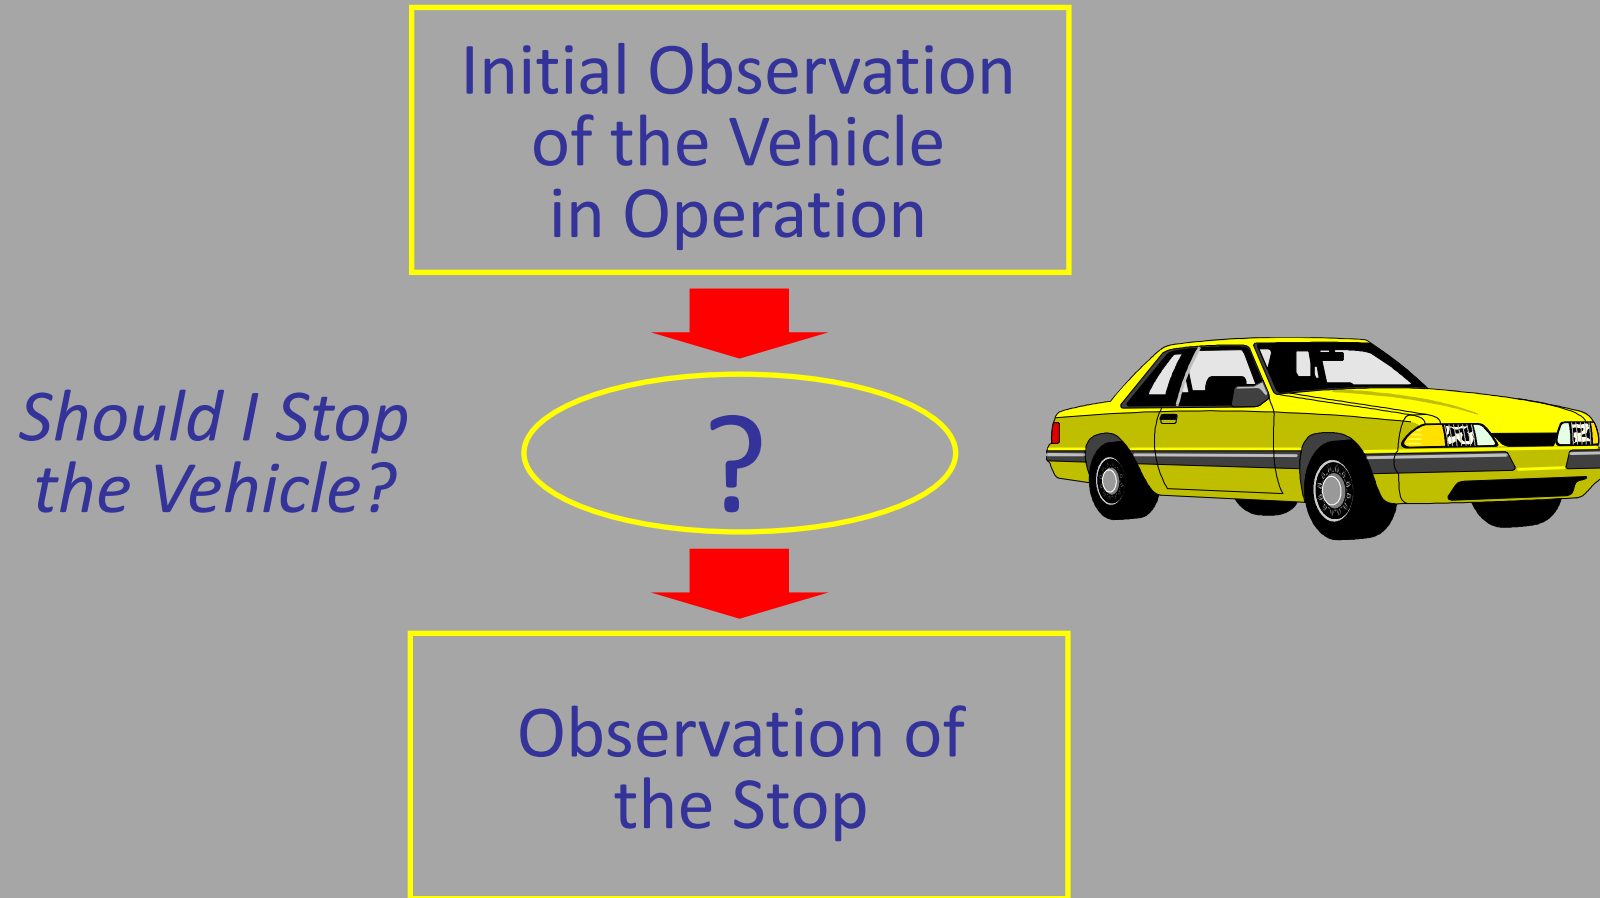 Initial Observation
of the Vehicle
in Operation
Should I Stop
the Vehicle?
?
Observation of
the Stop